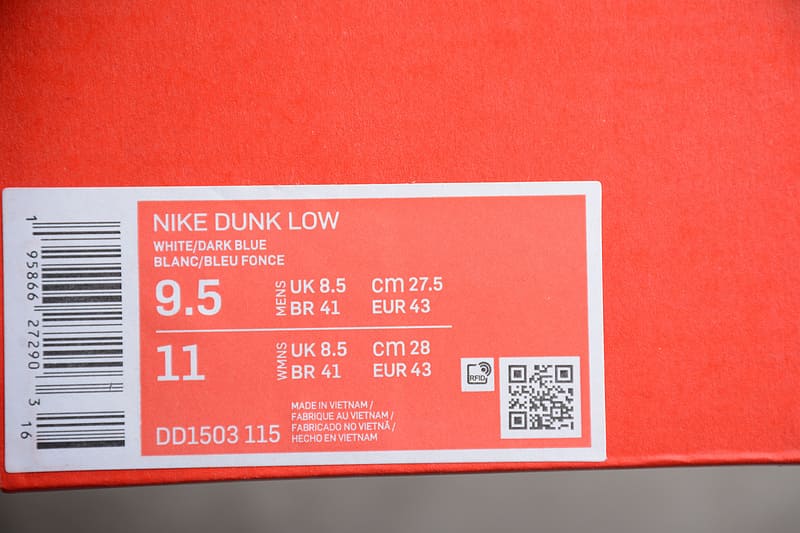 NIKE DUNK LOW
WHITE/DARK BLUE
BLANC/BLEU FONCE
9.5 MENS UK 8.5 cm 27.5
BR 41 EUR 43
11 WMNS UK 8.5 cm 28
BR 41 EUR 43
DD1503 115
MADE IN VIETNAM /
FABRIQUE AU VIETNAM /
FABRICADO NO VIETNÃ /
HECHO EN VIETNAM
RFID
1 95866 27290 3 16